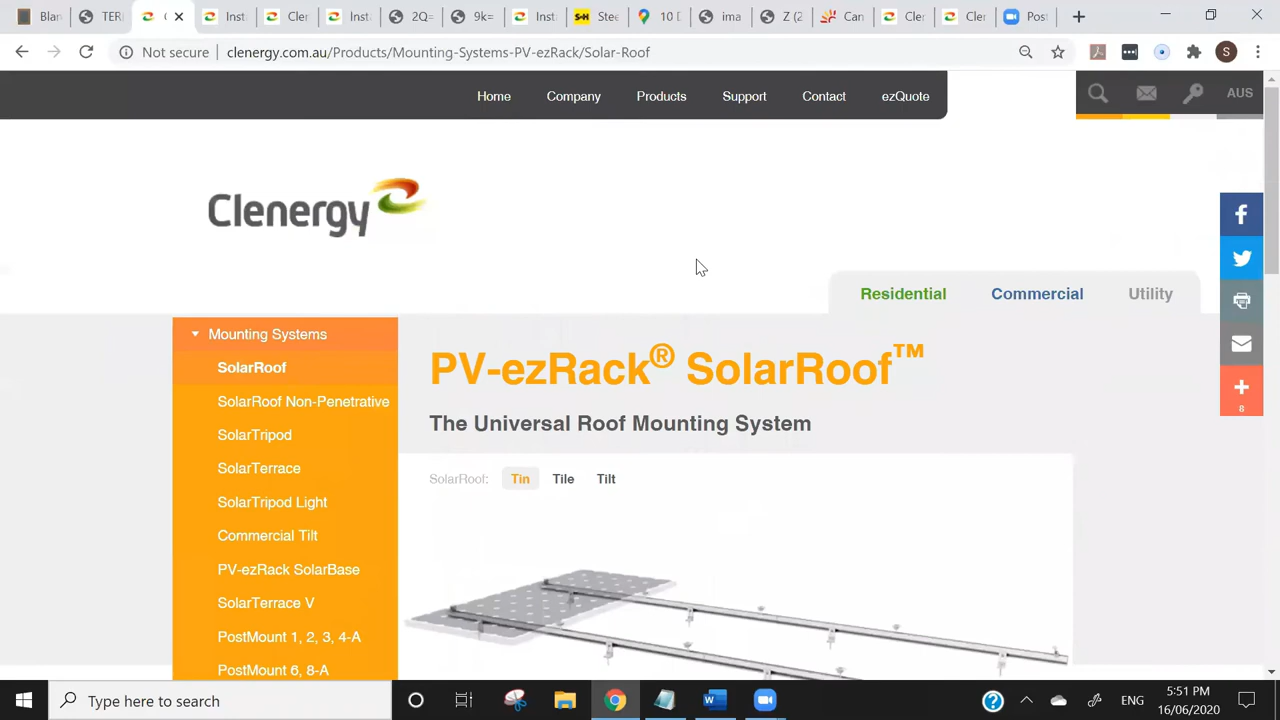 Blan
TERI
C
Inst
Cler
Inst
2Q=
9k=
Insta
S+H
Stee
10 D
ima
Z (2
Can
Cle
Cler
Post
Not secure
clenergy.com.au/Products/Mounting-Systems-PV-ezRack/Solar-Roof
S
Home Company Products Support Contact ezQuote
AUS
Clenergy
Residential Commercial Utility
Mounting Systems
SolarRoof
SolarRoof Non-Penetrative
SolarTripod
SolarTerrace
SolarTripod Light
Commercial Tilt
PV-ezRack SolarBase
SolarTerrace V
PostMount 1, 2, 3, 4-A
PostMount 6, 8-A
PV-ezRack® SolarRoof™
The Universal Roof Mounting System
SolarRoof: Tin Tile Tilt
8
Type here to search
ENG
5:51 PM
16/06/2020